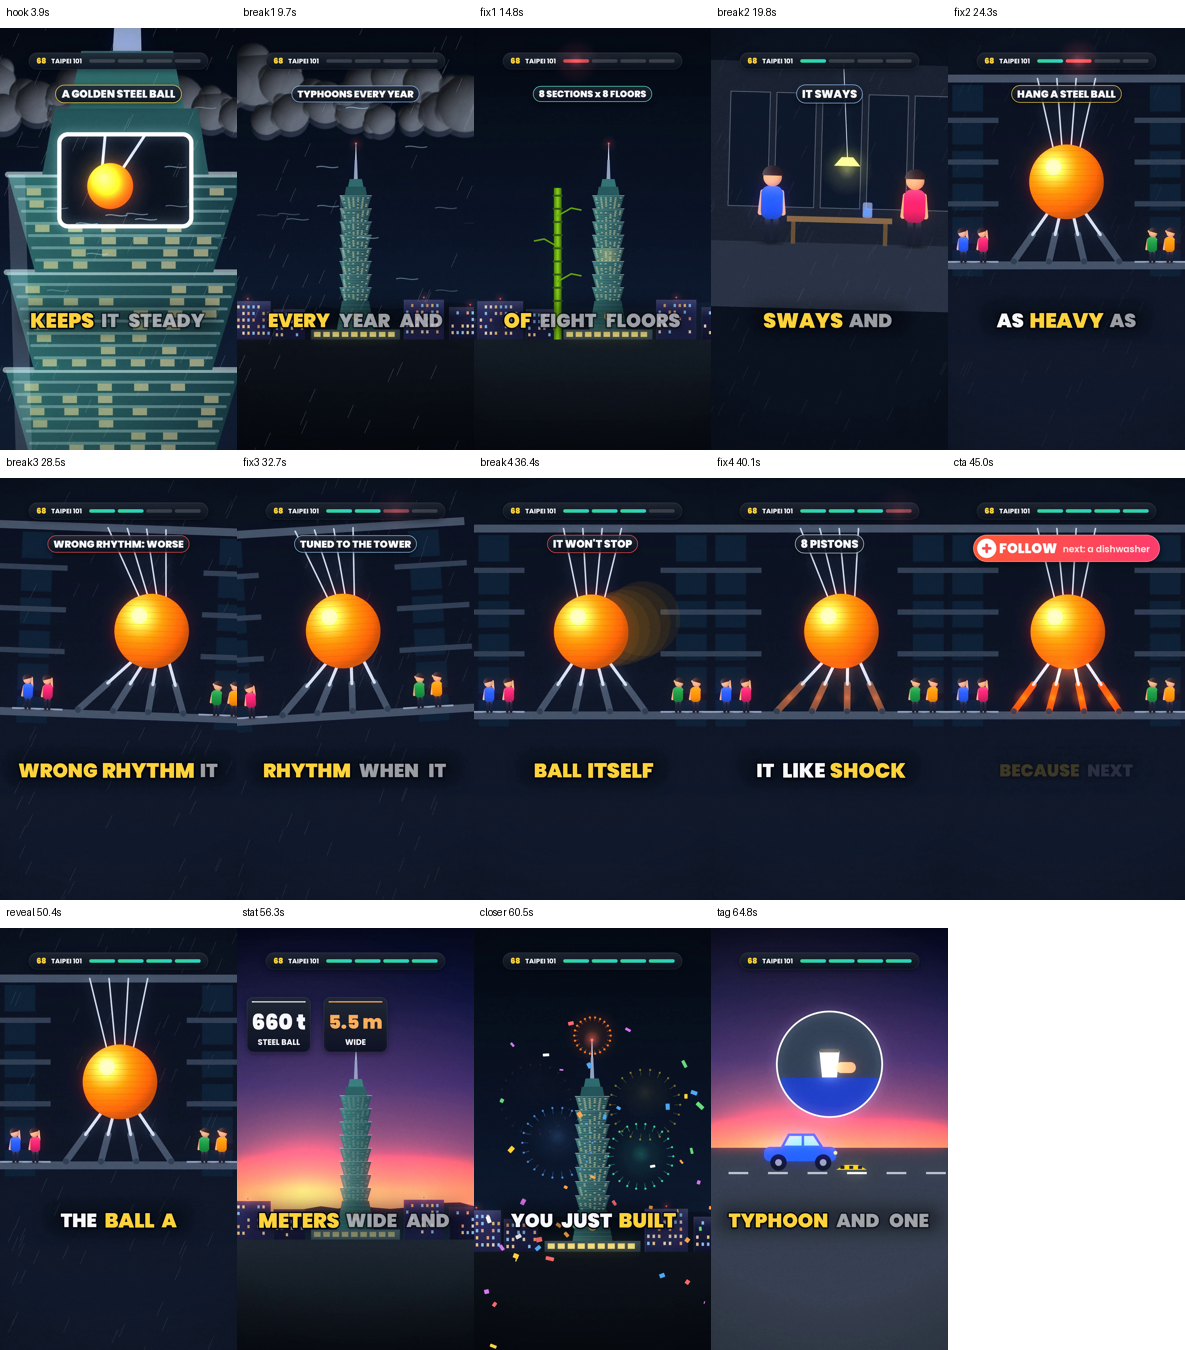 hook 3.9s
68 TAIPEI 101
A GOLDEN STEEL BALL
KEEPS IT STEADY
break1 9.7s
68 TAIPEI 101
TYPHOONS EVERY YEAR
EVERY YEAR AND
fix1 14.8s
68 TAIPEI 101
8 SECTIONS x 8 FLOORS
OF EIGHT FLOORS
break2 19.8s
68 TAIPEI 101
IT SWAYS
SWAYS AND
fix2 24.3s
68 TAIPEI 101
HANG A STEEL BALL
AS HEAVY AS
break3 28.5s
68 TAIPEI 101
WRONG RHYTHM: WORSE
WRONG RHYTHM IT
fix3 32.7s
68 TAIPEI 101
TUNED TO THE TOWER
RHYTHM WHEN IT
break4 36.4s
68 TAIPEI 101
IT WON'T STOP
BALL ITSELF
fix4 40.1s
68 TAIPEI 101
8 PISTONS
IT LIKE SHOCK
cta 45.0s
68 TAIPEI 101
FOLLOW next: a dishwasher
BECAUSE NEXT
reveal 50.4s
68 TAIPEI 101
THE BALL A
stat 56.3s
68 TAIPEI 101
660 t
STEEL BALL
5.5 m
WIDE
METERS WIDE AND
closer 60.5s
68 TAIPEI 101
YOU JUST BUILT
tag 64.8s
68 TAIPEI 101
TYPHOON AND ONE